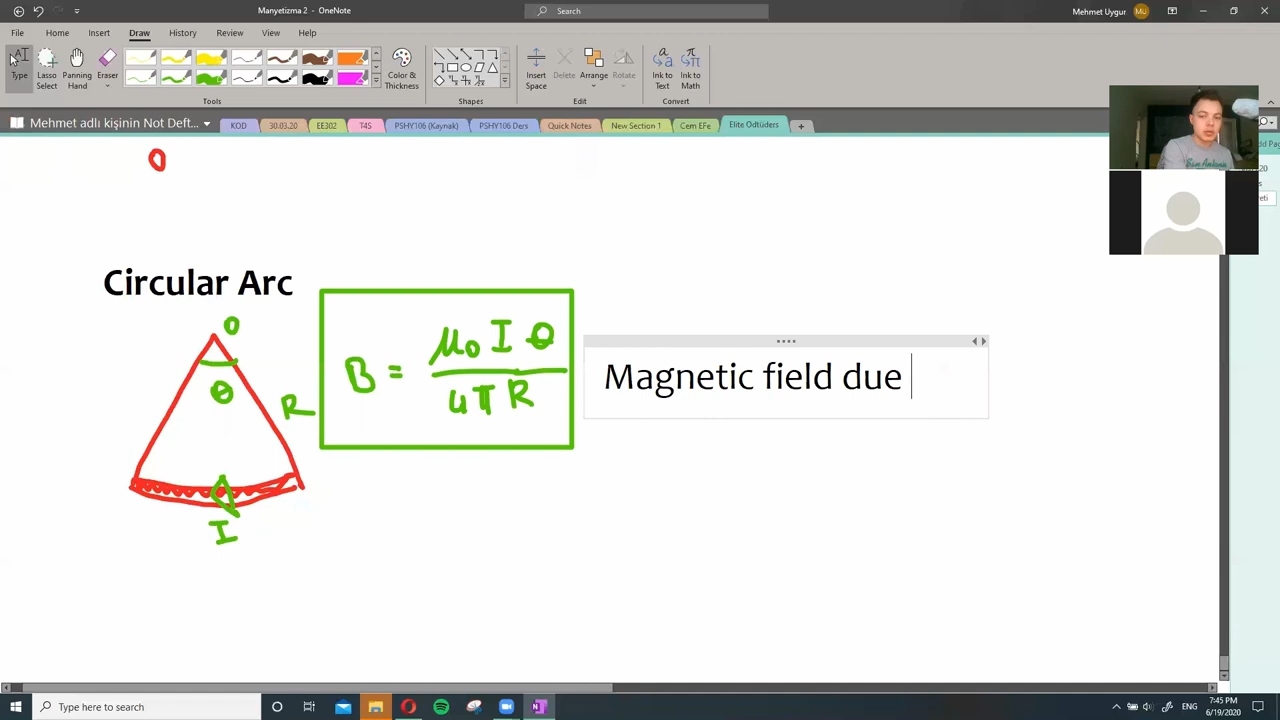 Manyetizma 2 - OneNote
Search
Mehmet Uygur
MU
File Home Insert Draw History Review View Help
Type
Lasso Select
Panning Hand
Eraser
Color & Thickness
Insert Space
Delete
Arrange
Rotate
Ink to Text
Ink to Math
Tools
Shapes
Edit
Convert
Mehmet adlı kişinin Not Deft...
KOD
30.03.20
EE302
T4S
PSHY106 (Kaynak)
PSHY106 Ders
Quick Notes
New Section 1
Cem EFe
Elite Odtüders
O
Circular Arc
O
θ
R
I
B = μ₀ I θ / 4π R
Magnetic field due
Type here to search
7:45 PM
6/19/2020